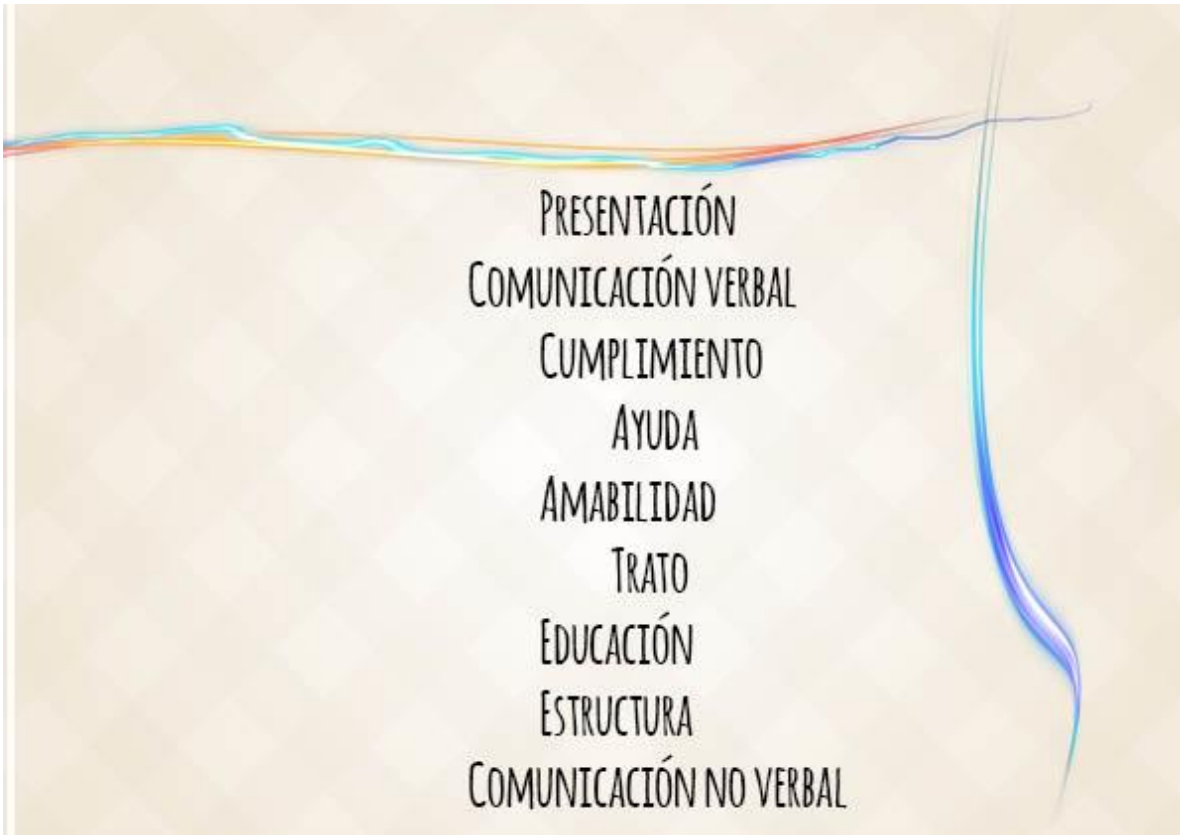 Presentación
Comunicación verbal
Cumplimiento
Ayuda
Amabilidad
Trato
Educación
Estructura
Comunicación no verbal